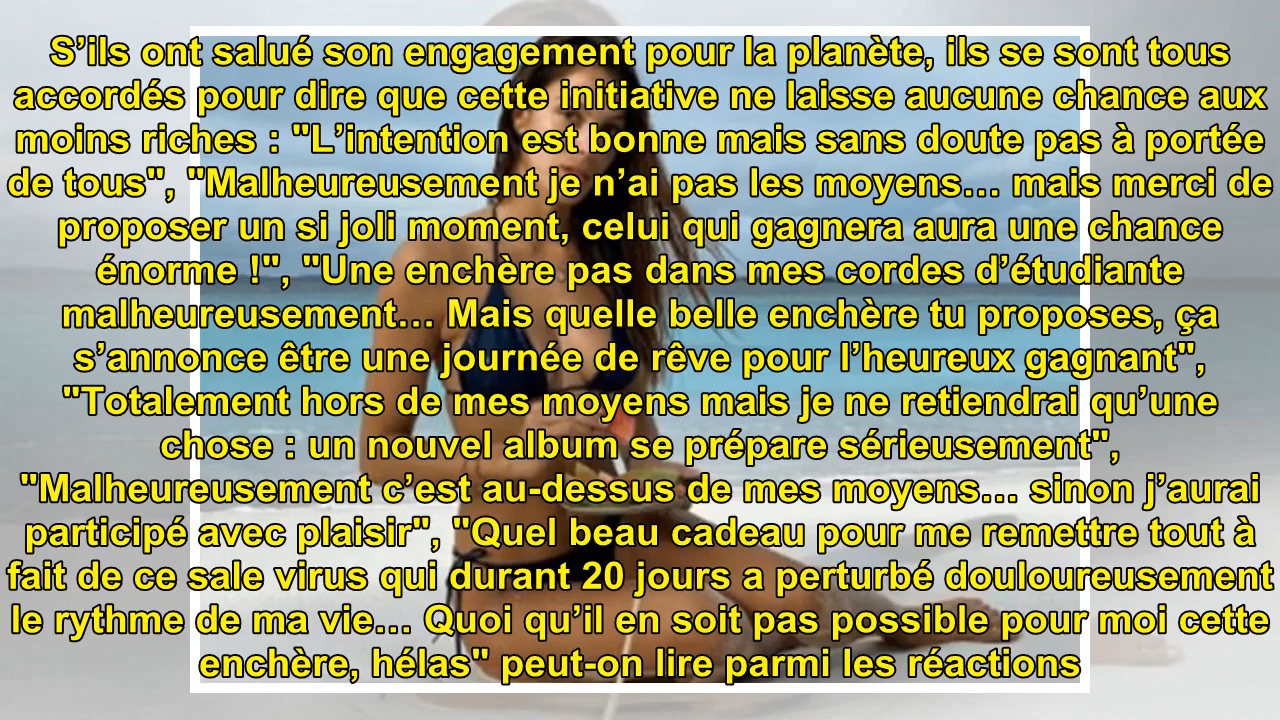 S’ils ont salué son engagement pour la planète, ils se sont tous
accordés pour dire que cette initiative ne laisse aucune chance aux
moins riches : "L’intention est bonne mais sans doute pas à portée
de tous", "Malheureusement je n’ai pas les moyens… mais merci de
proposer un si joli moment, celui qui gagnera aura une chance
énorme !", "Une enchère pas dans mes cordes d’étudiante
malheureusement… Mais quelle belle enchère tu proposes, ça
s’annonce être une journée de rêve pour l’heureux gagnant",
"Totalement hors de mes moyens mais je ne retiendrai qu’une
chose : un nouvel album se prépare sérieusement",
"Malheureusement c’est au-dessus de mes moyens… sinon j’aurai
participé avec plaisir", "Quel beau cadeau pour me remettre tout à
fait de ce sale virus qui durant 20 jours a perturbé douloureusement
le rythme de ma vie… Quoi qu’il en soit pas possible pour moi cette
enchère, hélas" peut-on lire parmi les réactions